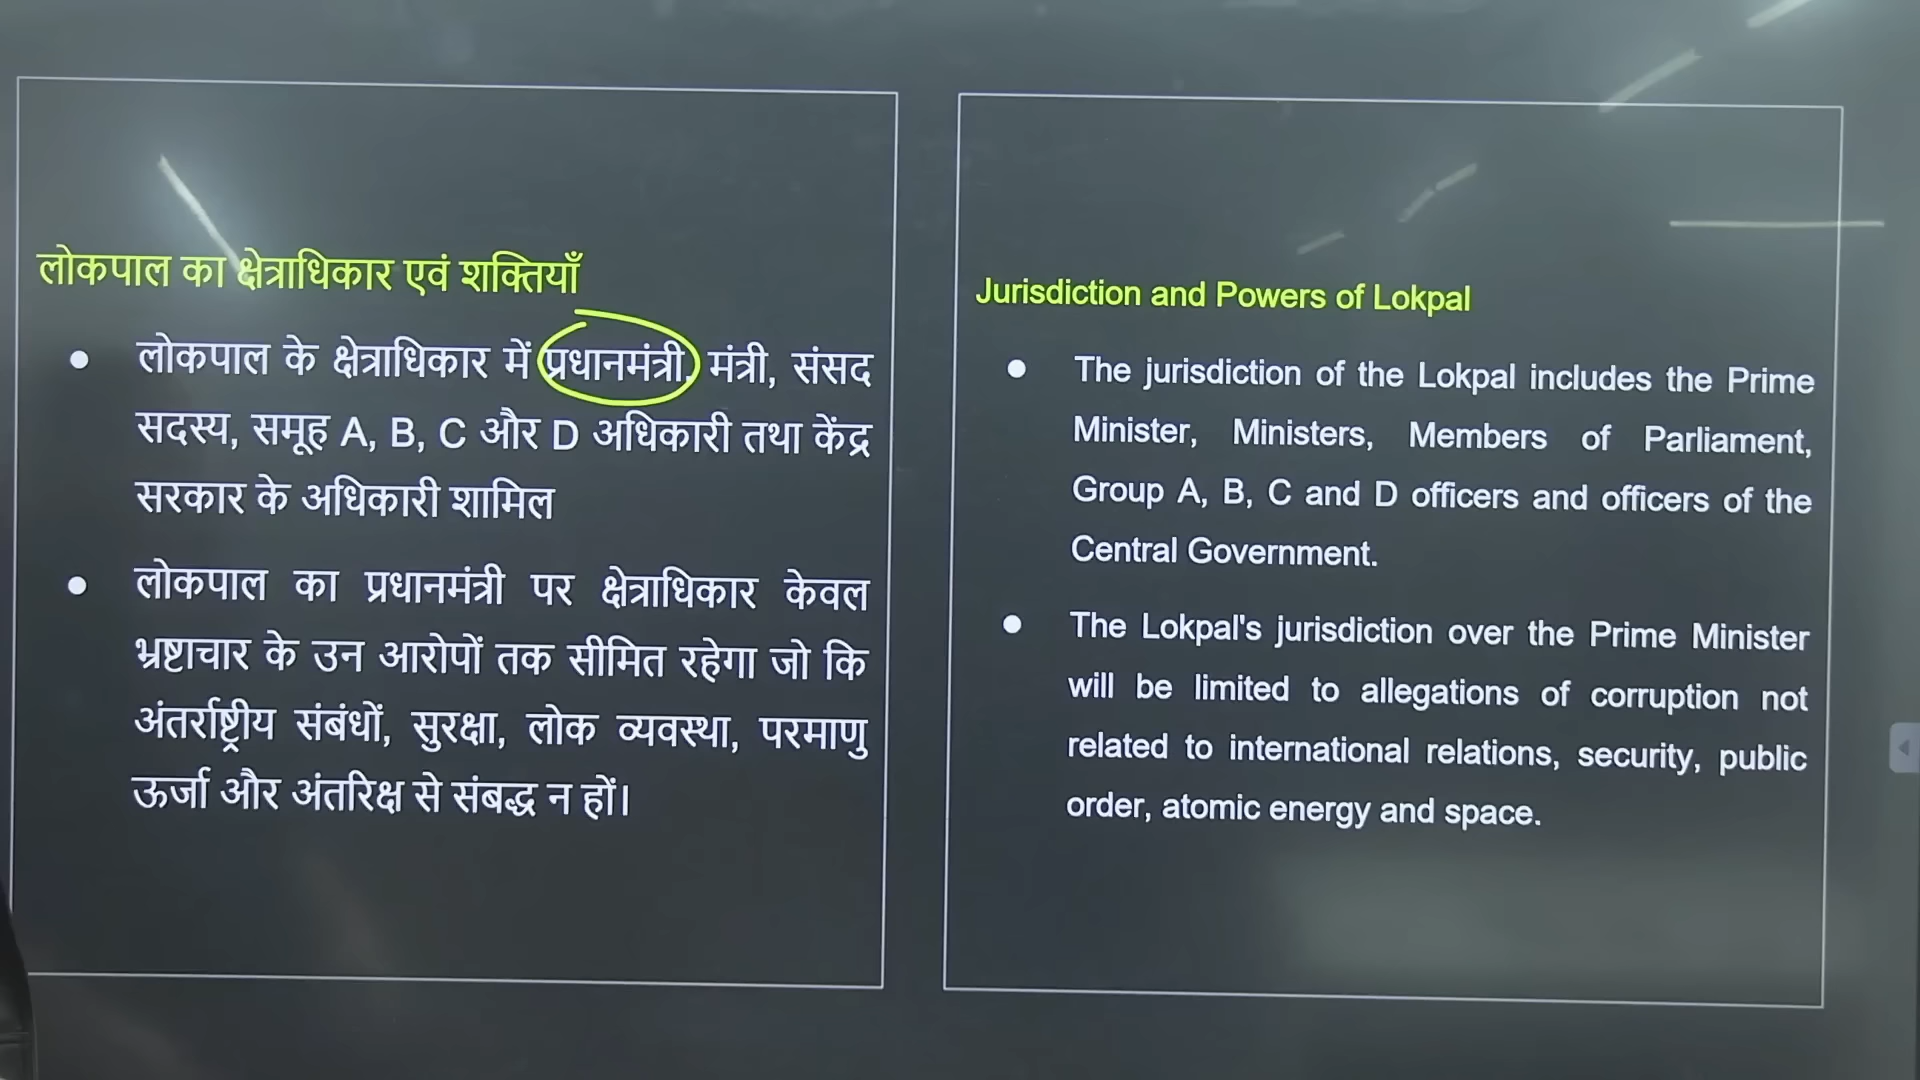 लोकपाल का क्षेत्राधिकार एवं शक्तियाँ
● लोकपाल के क्षेत्राधिकार में प्रधानमंत्री, मंत्री, संसद
सदस्य, समूह A, B, C और D अधिकारी तथा केंद्र
सरकार के अधिकारी शामिल
● लोकपाल का प्रधानमंत्री पर क्षेत्राधिकार केवल
भ्रष्टाचार के उन आरोपों तक सीमित रहेगा जो कि
अंतर्राष्ट्रीय संबंधों, सुरक्षा, लोक व्यवस्था, परमाणु
ऊर्जा और अंतरिक्ष से संबद्ध न हों।
Jurisdiction and Powers of Lokpal
● The jurisdiction of the Lokpal includes the Prime
Minister, Ministers, Members of Parliament,
Group A, B, C and D officers and officers of the
Central Government.
● The Lokpal's jurisdiction over the Prime Minister
will be limited to allegations of corruption not
related to international relations, security, public
order, atomic energy and space.